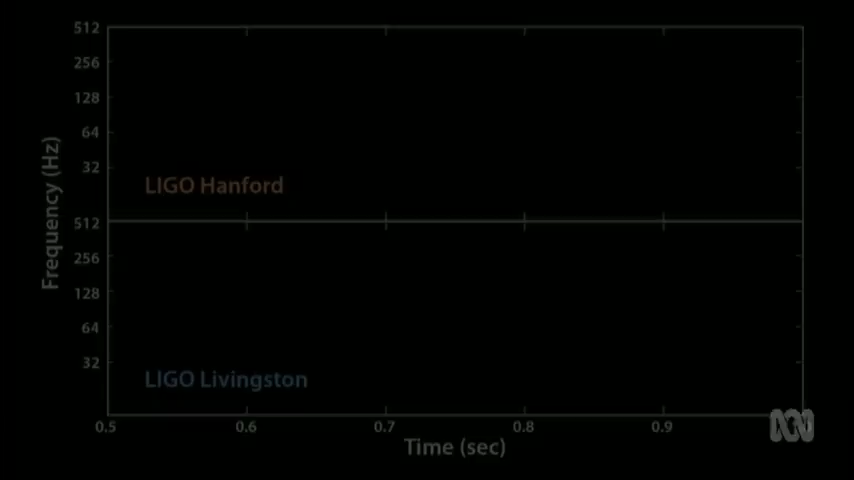 512
256
128
64
32
LIGO Hanford
512
256
128
64
32
LIGO Livingston
Frequency (Hz)
0.5 0.6 0.7 0.8 0.9
Time (sec)